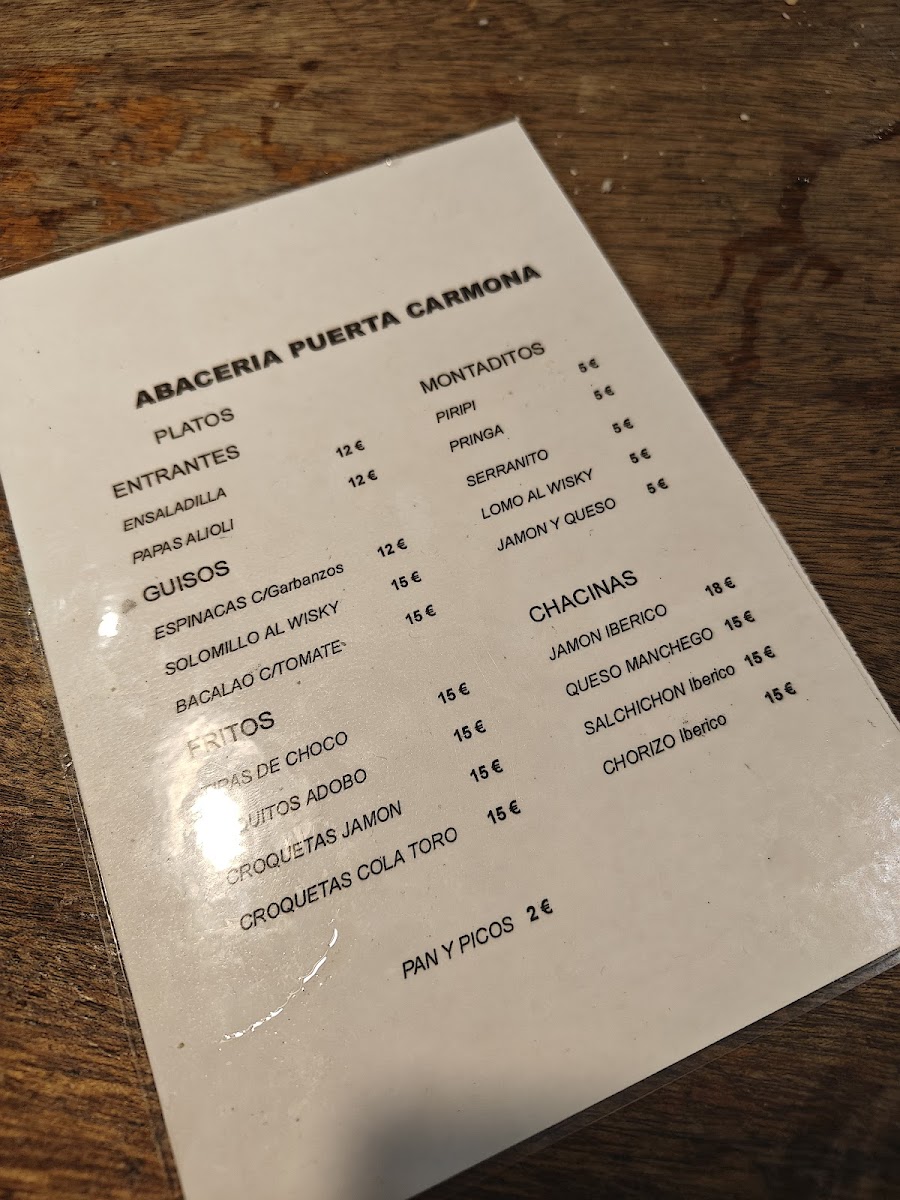 ABACERIA PUERTA CARMONA
PLATOS
ENTRANTES
ENSALADILLA 12 €
PAPAS ALIOLI 12 €
GUISOS
ESPINACAS C/Garbanzos 12 €
SOLOMILLO AL WISKY 15 €
BACALAO C/TOMATE 15 €
FRITOS
DE CHOCO 15 €
ADOBO 15 €
CROQUETAS JAMON 15 €
CROQUETAS COLA TORO 15 €
MONTADITOS
PIRIPI 5 €
PRINGA 5 €
SERRANITO 5 €
LOMO AL WISKY 5 €
JAMON Y QUESO 5 €
CHACINAS
JAMON IBERICO 18 €
QUESO MANCHEGO 15 €
SALCHICHON Iberico 15 €
CHORIZO Iberico 15 €
PAN Y PICOS 2 €